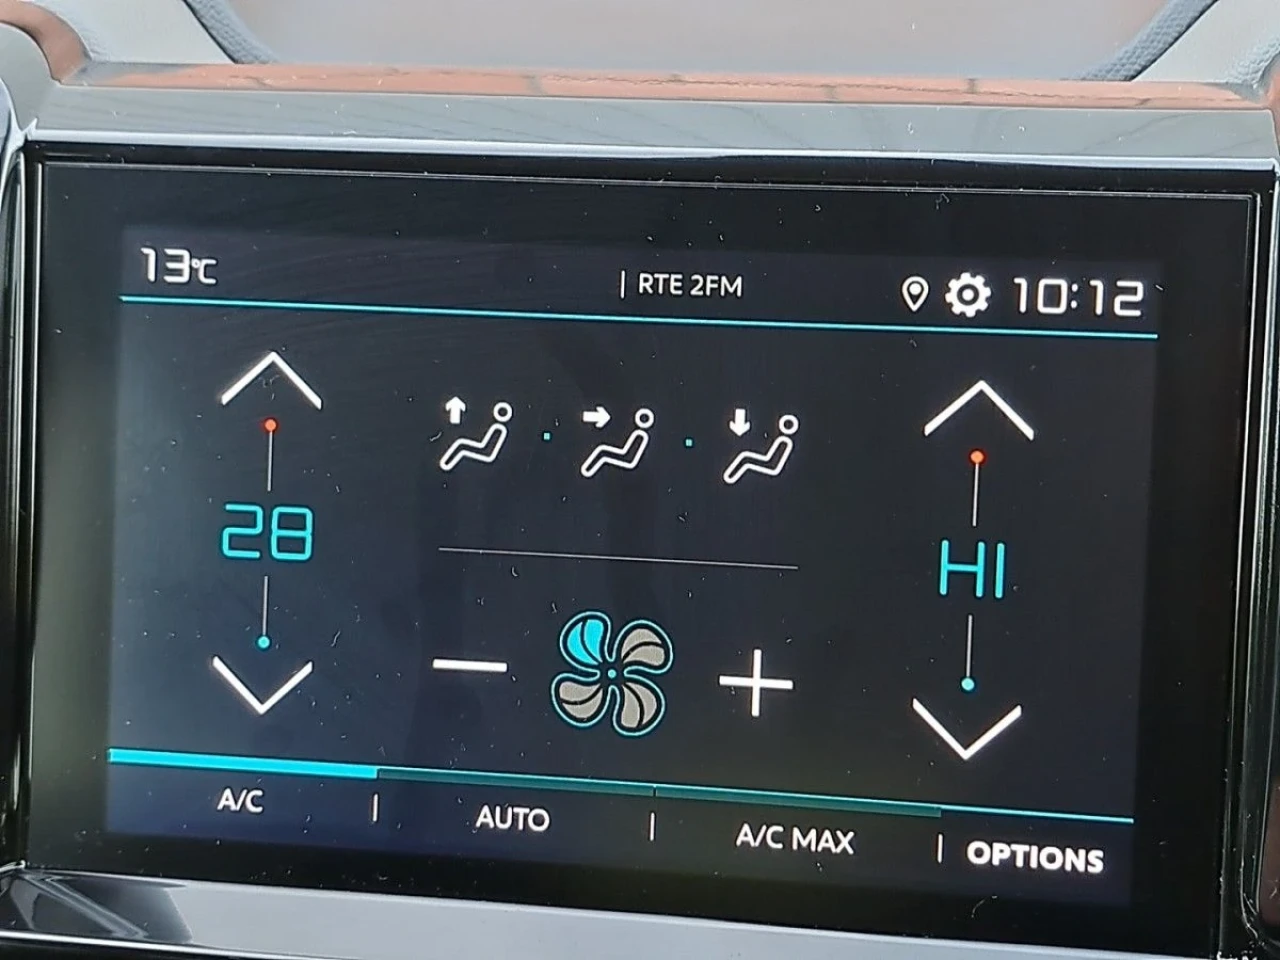 13°C
| RTE 2FM
10:12
28
HI
A/C | AUTO | A/C MAX | OPTIONS